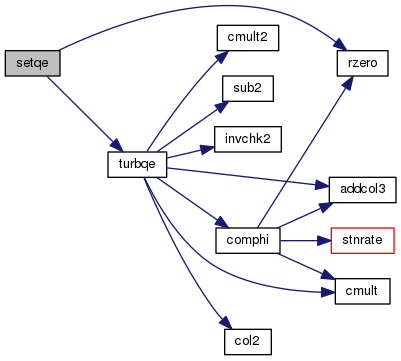 cmult2
setqe
rzero
sub2
invchk2
turbqe
addcol3
comphi
stnrate
cmult
col2